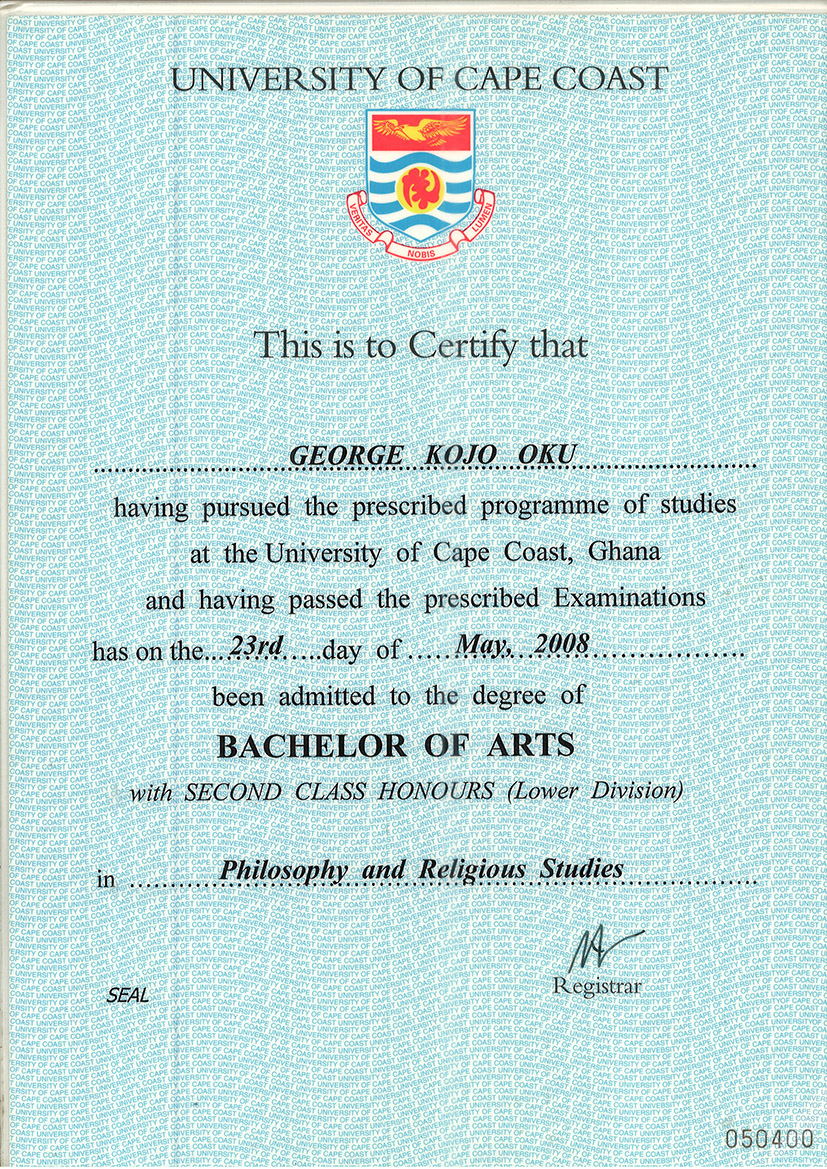 UNIVERSITY OF CAPE COAST
VERITAS NOBIS LUMEN
This is to Certify that
GEORGE KOJO OKU
having pursued the prescribed programme of studies
at the University of Cape Coast, Ghana
and having passed the prescribed Examinations
has on the...23rd.....day of .....May, 2008....................
been admitted to the degree of
BACHELOR OF ARTS
with SECOND CLASS HONOURS (Lower Division)
in ............Philosophy and Religious Studies....................
Registrar
SEAL
050400